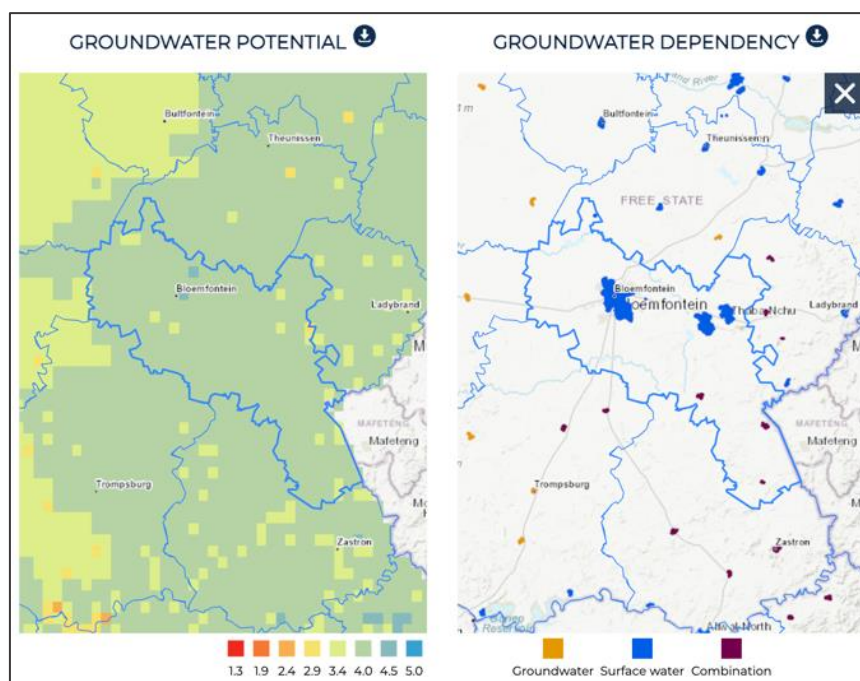 GROUNDWATER POTENTIAL
Bultfontein
Theunissen
Bloemfontein
Ladybrand
MAFETENG
Mafeteng
Trompsburg
Zastron
1.3 1.9 2.4 2.9 3.4 4.0 4.5 5.0
GROUNDWATER DEPENDENCY
Bultfontein
Theunissen
FREE STATE
Bloemfontein
oemfontein
Thaba Nchu
Ladybrand
MAFETENG
Mafeteng
Trompsburg
Zastron
Aliwal North
Groundwater Surface water Combination